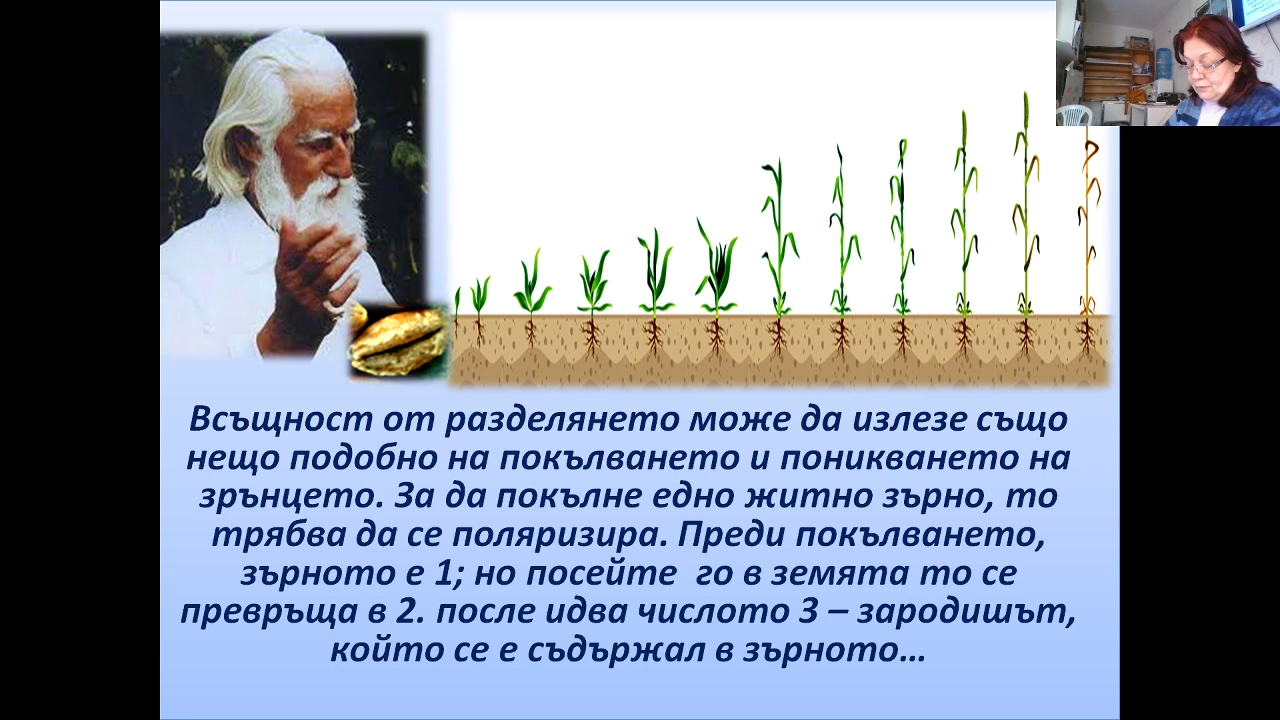 Всъщност от разделянето може да излезе също
нещо подобно на покълването и поникването на
зрънцето. За да покълне едно житно зърно, то
трябва да се поляризира. Преди покълването,
зърното е 1; но посейте  го в земята то се
превръща в 2. после идва числото 3 – зародишът,
който се е съдържал в зърното...